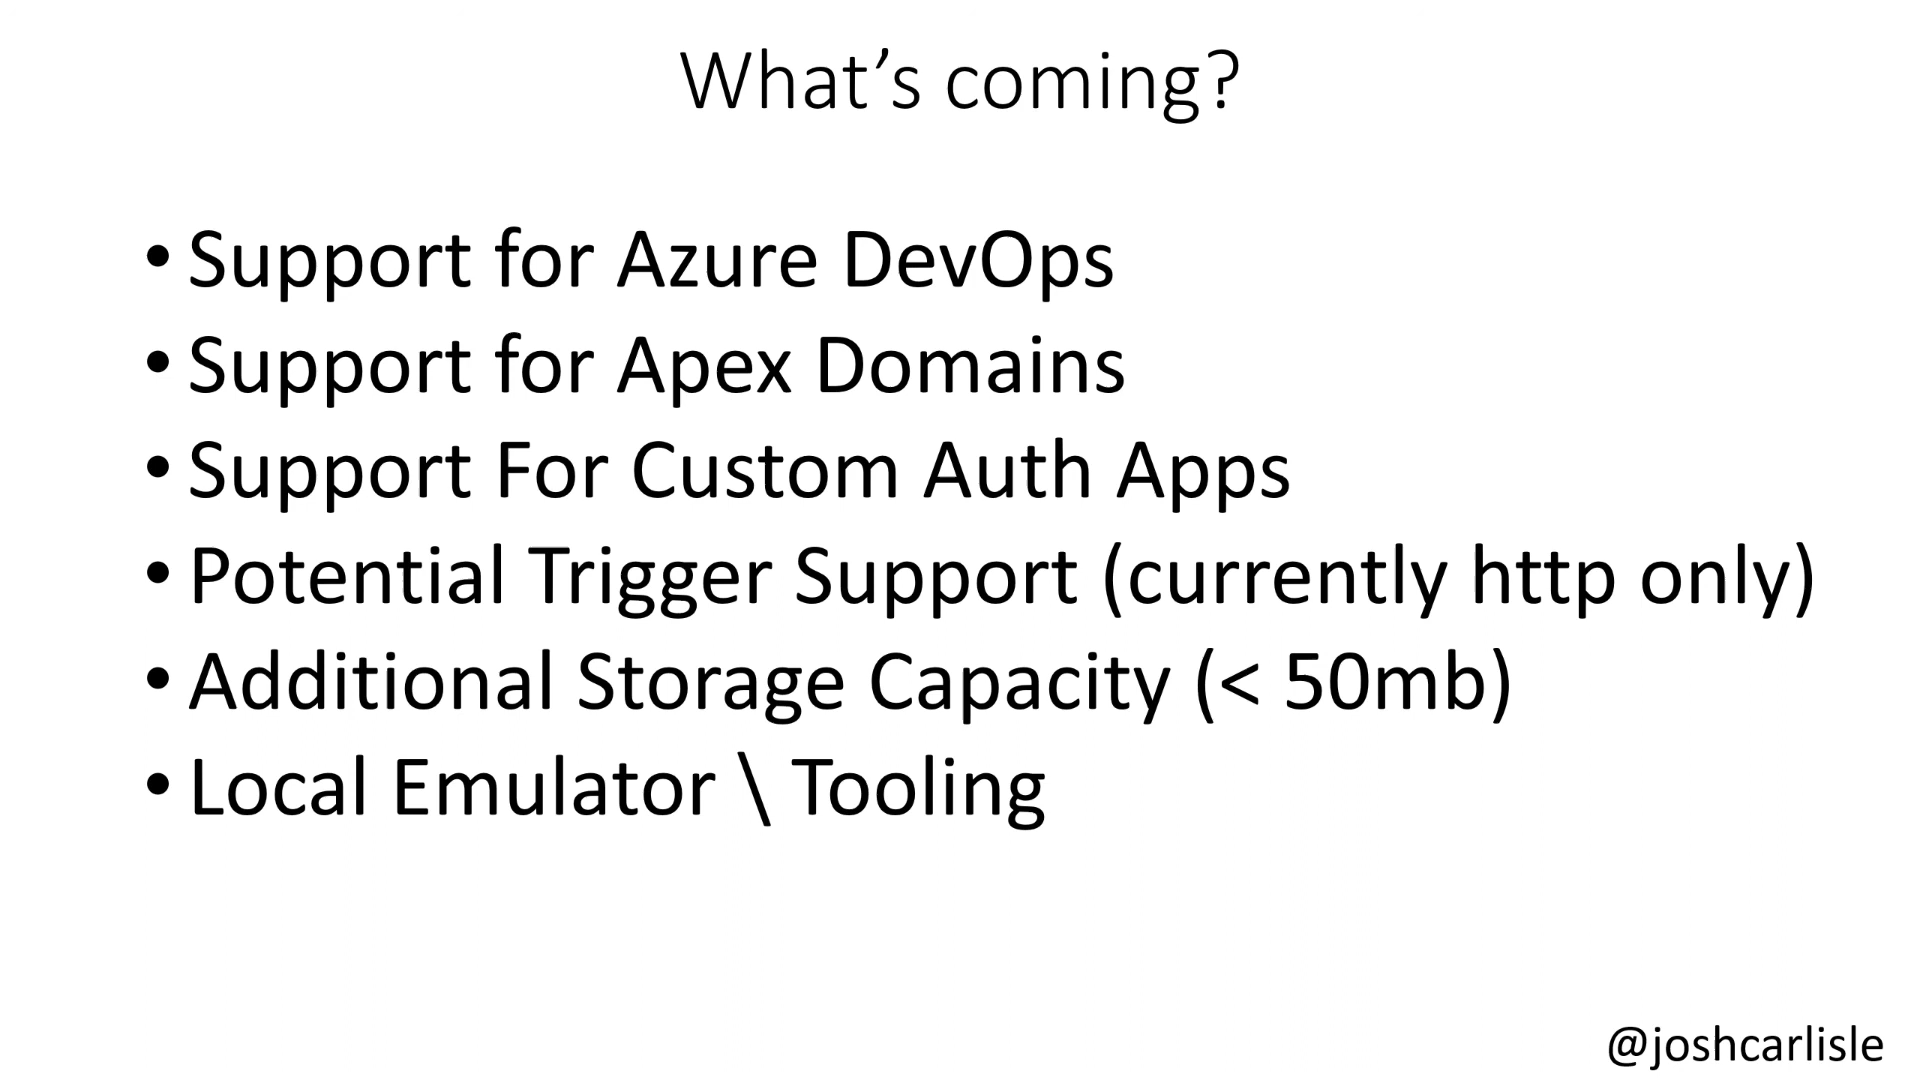 What’s coming?
• Support for Azure DevOps
• Support for Apex Domains
• Support For Custom Auth Apps
• Potential Trigger Support (currently http only)
• Additional Storage Capacity (< 50mb)
• Local Emulator \ Tooling
@joshcarlisle